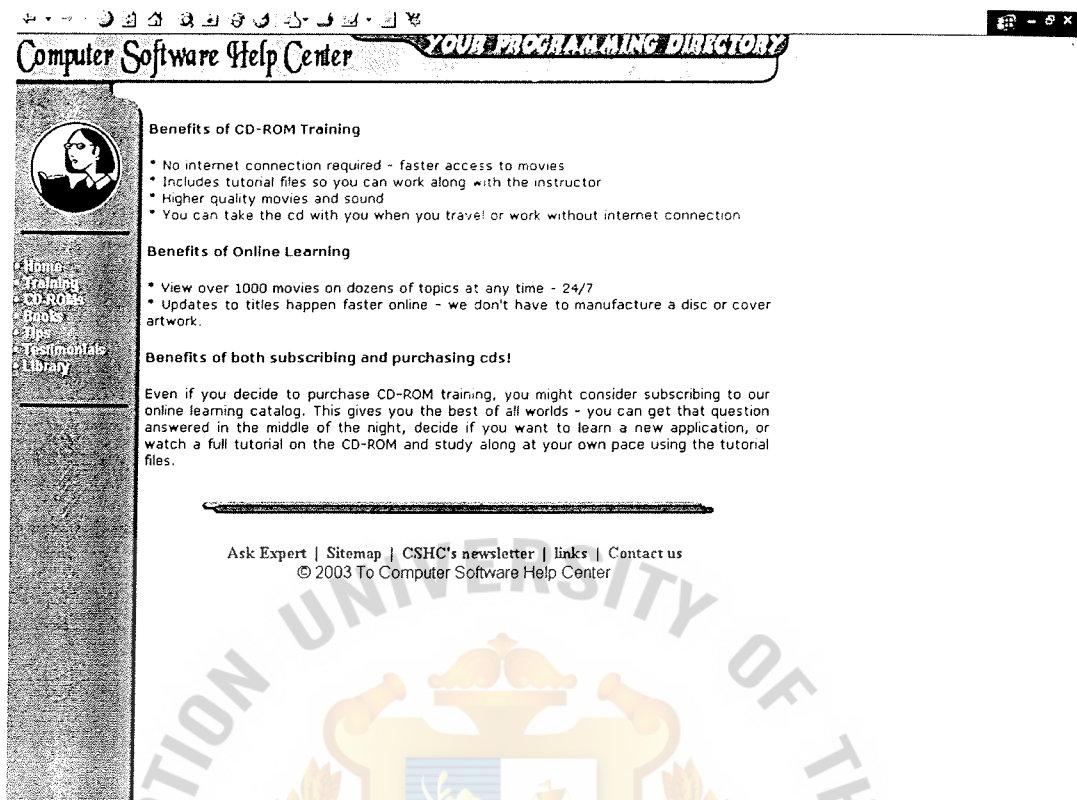 YOUR PROGRAMMING DIRECTORY
Computer Software Help Center
Benefits of CD-ROM Training
* No internet connection required - faster access to movies
* Includes tutorial files so you can work along with the instructor
* Higher quality movies and sound
* You can take the cd with you when you travel or work without internet connection
• Home
• Training
• CD-ROMs
• Books
• Tips
• Testimonials
• Library
Benefits of Online Learning
* View over 1000 movies on dozens of topics at any time - 24/7
* Updates to titles happen faster online - we don't have to manufacture a disc or cover
artwork.
Benefits of both subscribing and purchasing cds!
Even if you decide to purchase CD-ROM training, you might consider subscribing to our
online learning catalog. This gives you the best of all worlds - you can get that question
answered in the middle of the night, decide if you want to learn a new application, or
watch a full tutorial on the CD-ROM and study along at your own pace using the tutorial
files.
Ask Expert | Sitemap | CSHC's newsletter | links | Contact us
© 2003 To Computer Software Help Center
UNIVERSITY OF